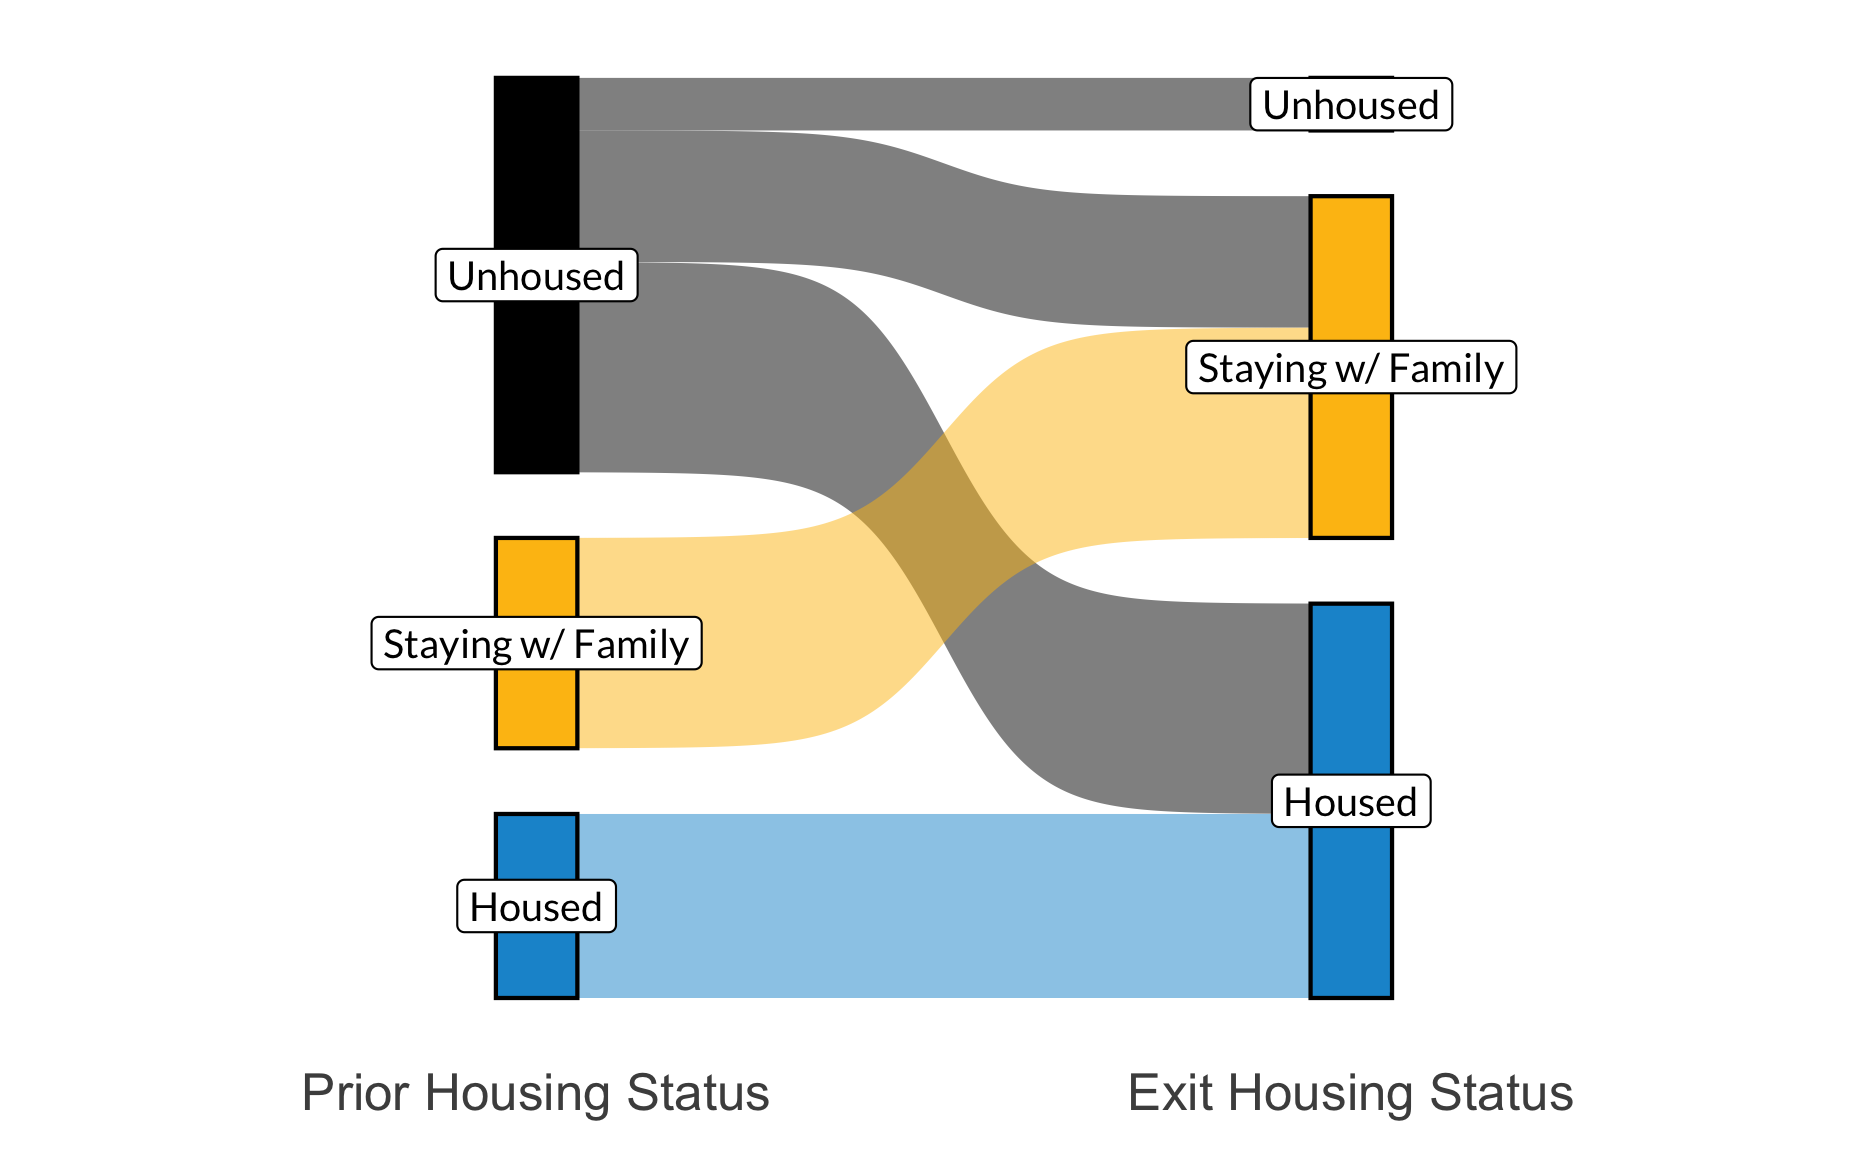 Unhoused
Staying w/ Family
Housed
Unhoused
Staying w/ Family
Housed
Prior Housing Status
Exit Housing Status